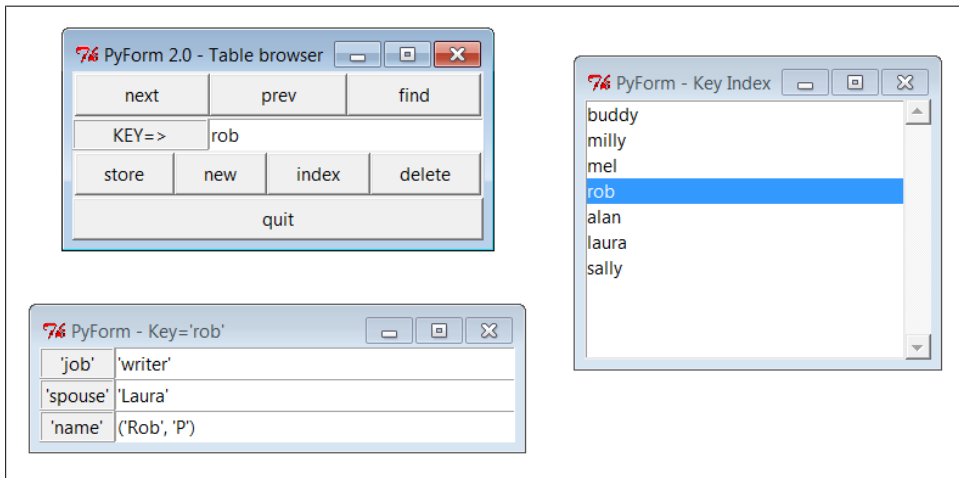 PyForm 2.0 - Table browser
next prev find
KEY=> rob
store new index delete
quit
PyForm - Key Index
buddy
milly
mel
rob
alan
laura
sally
PyForm - Key='rob'
'job' 'writer'
'spouse' 'Laura'
'name' ('Rob', 'P')